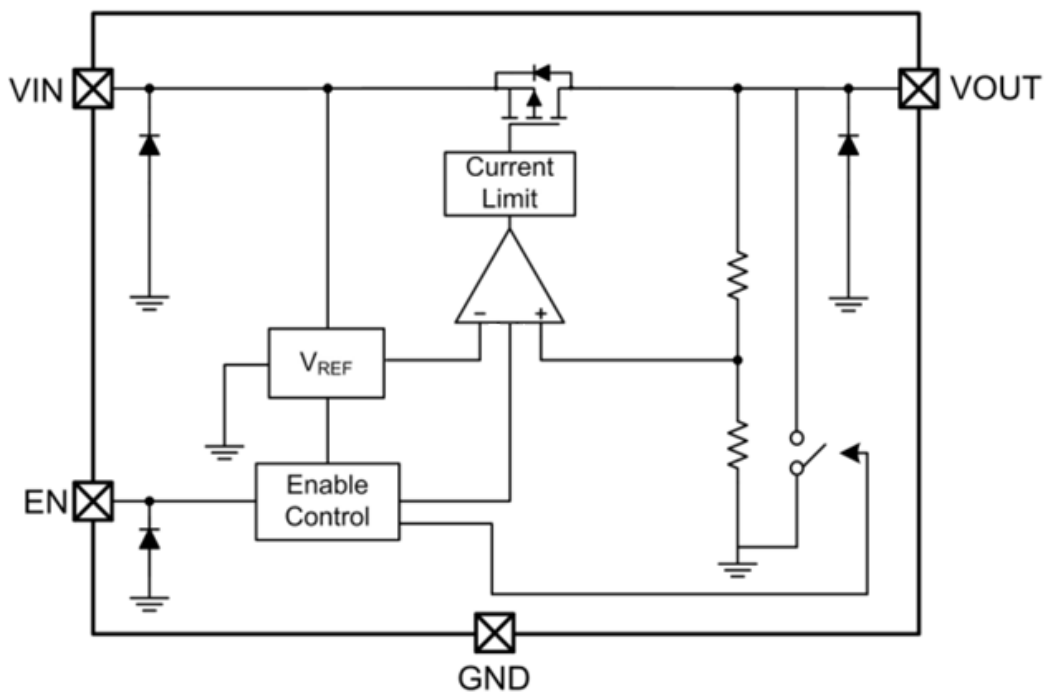 VIN
VOUT
Current
Limit
-
+
VREF
EN
Enable
Control
GND